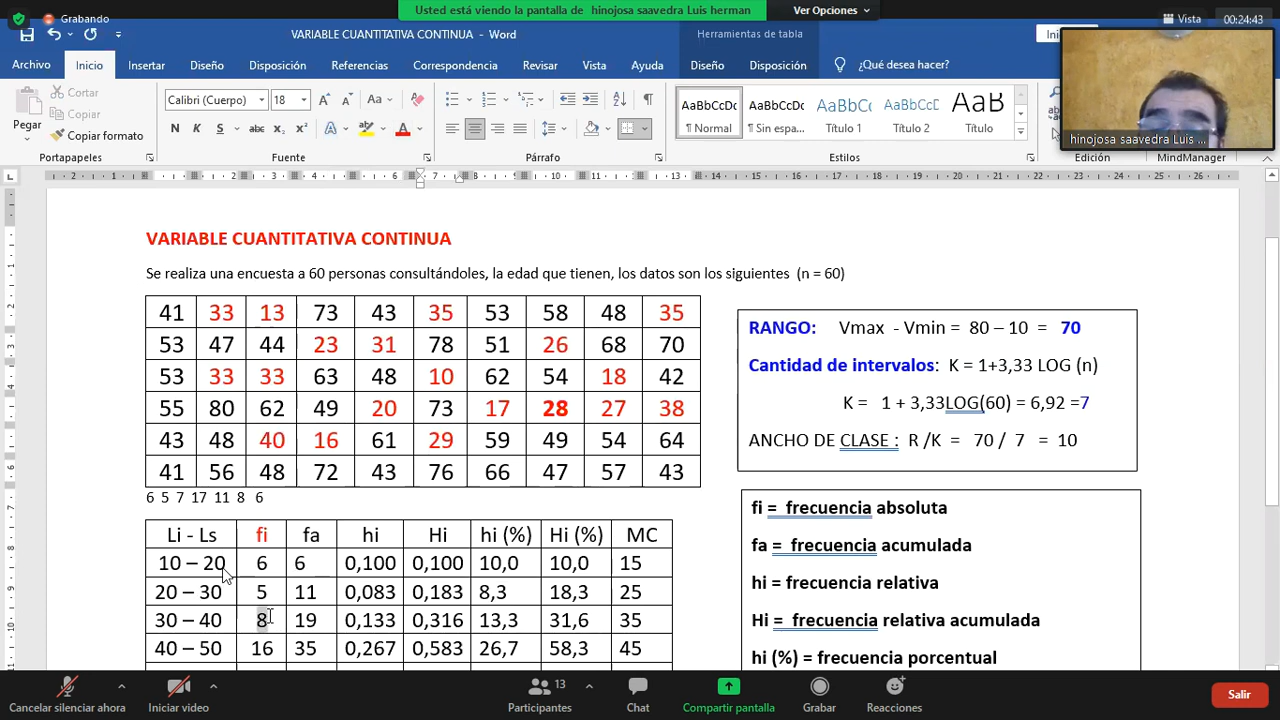 Grabando
Usted está viendo la pantalla de hinojosa saavedra Luis herman
Ver Opciones
Vista
00:24:43
VARIABLE CUANTITATIVA CONTINUA - Word
Herramientas de tabla
Archivo Inicio Insertar Diseño Disposición Referencias Correspondencia Revisar Vista Ayuda Diseño Disposición ¿Qué desea hacer?
Pegar
Cortar
Copiar
Copiar formato
Portapapeles
Calibri (Cuerpo) 18
N K S abc x₂ x²
Fuente
Párrafo
AaBbCcDc AaBbCcDc AaBbCcD AaBbCcD AaB
¶ Normal ¶ Sin espa... Título 1 Título 2 Título
Estilos
Edición
MindManager
hinojosa saavedra Luis ...
VARIABLE CUANTITATIVA CONTINUA
Se realiza una encuesta a 60 personas consultándoles, la edad que tienen, los datos son los siguientes (n = 60)
41 33 13 73 43 35 53 58 48 35
53 47 44 23 31 78 51 26 68 70
53 33 33 63 48 10 62 54 18 42
55 80 62 49 20 73 17 28 27 38
43 48 40 16 61 29 59 49 54 64
41 56 48 72 43 76 66 47 57 43
6 5 7 17 11 8 6
RANGO: Vmax - Vmin = 80 – 10 = 70
Cantidad de intervalos: K = 1+3,33 LOG (n)
K = 1 + 3,33LOG(60) = 6,92 =7
ANCHO DE CLASE : R /K = 70 / 7 = 10
Li - Ls fi fa hi Hi hi (%) Hi (%) MC
10 – 20 6 6 0,100 0,100 10,0 10,0 15
20 – 30 5 11 0,083 0,183 8,3 18,3 25
30 – 40 8 19 0,133 0,316 13,3 31,6 35
40 – 50 16 35 0,267 0,583 26,7 58,3 45
fi = frecuencia absoluta
fa = frecuencia acumulada
hi = frecuencia relativa
Hi = frecuencia relativa acumulada
hi (%) = frecuencia porcentual
Cancelar silenciar ahora
Iniciar video
13
Participantes
Chat
Compartir pantalla
Grabar
Reacciones
Salir